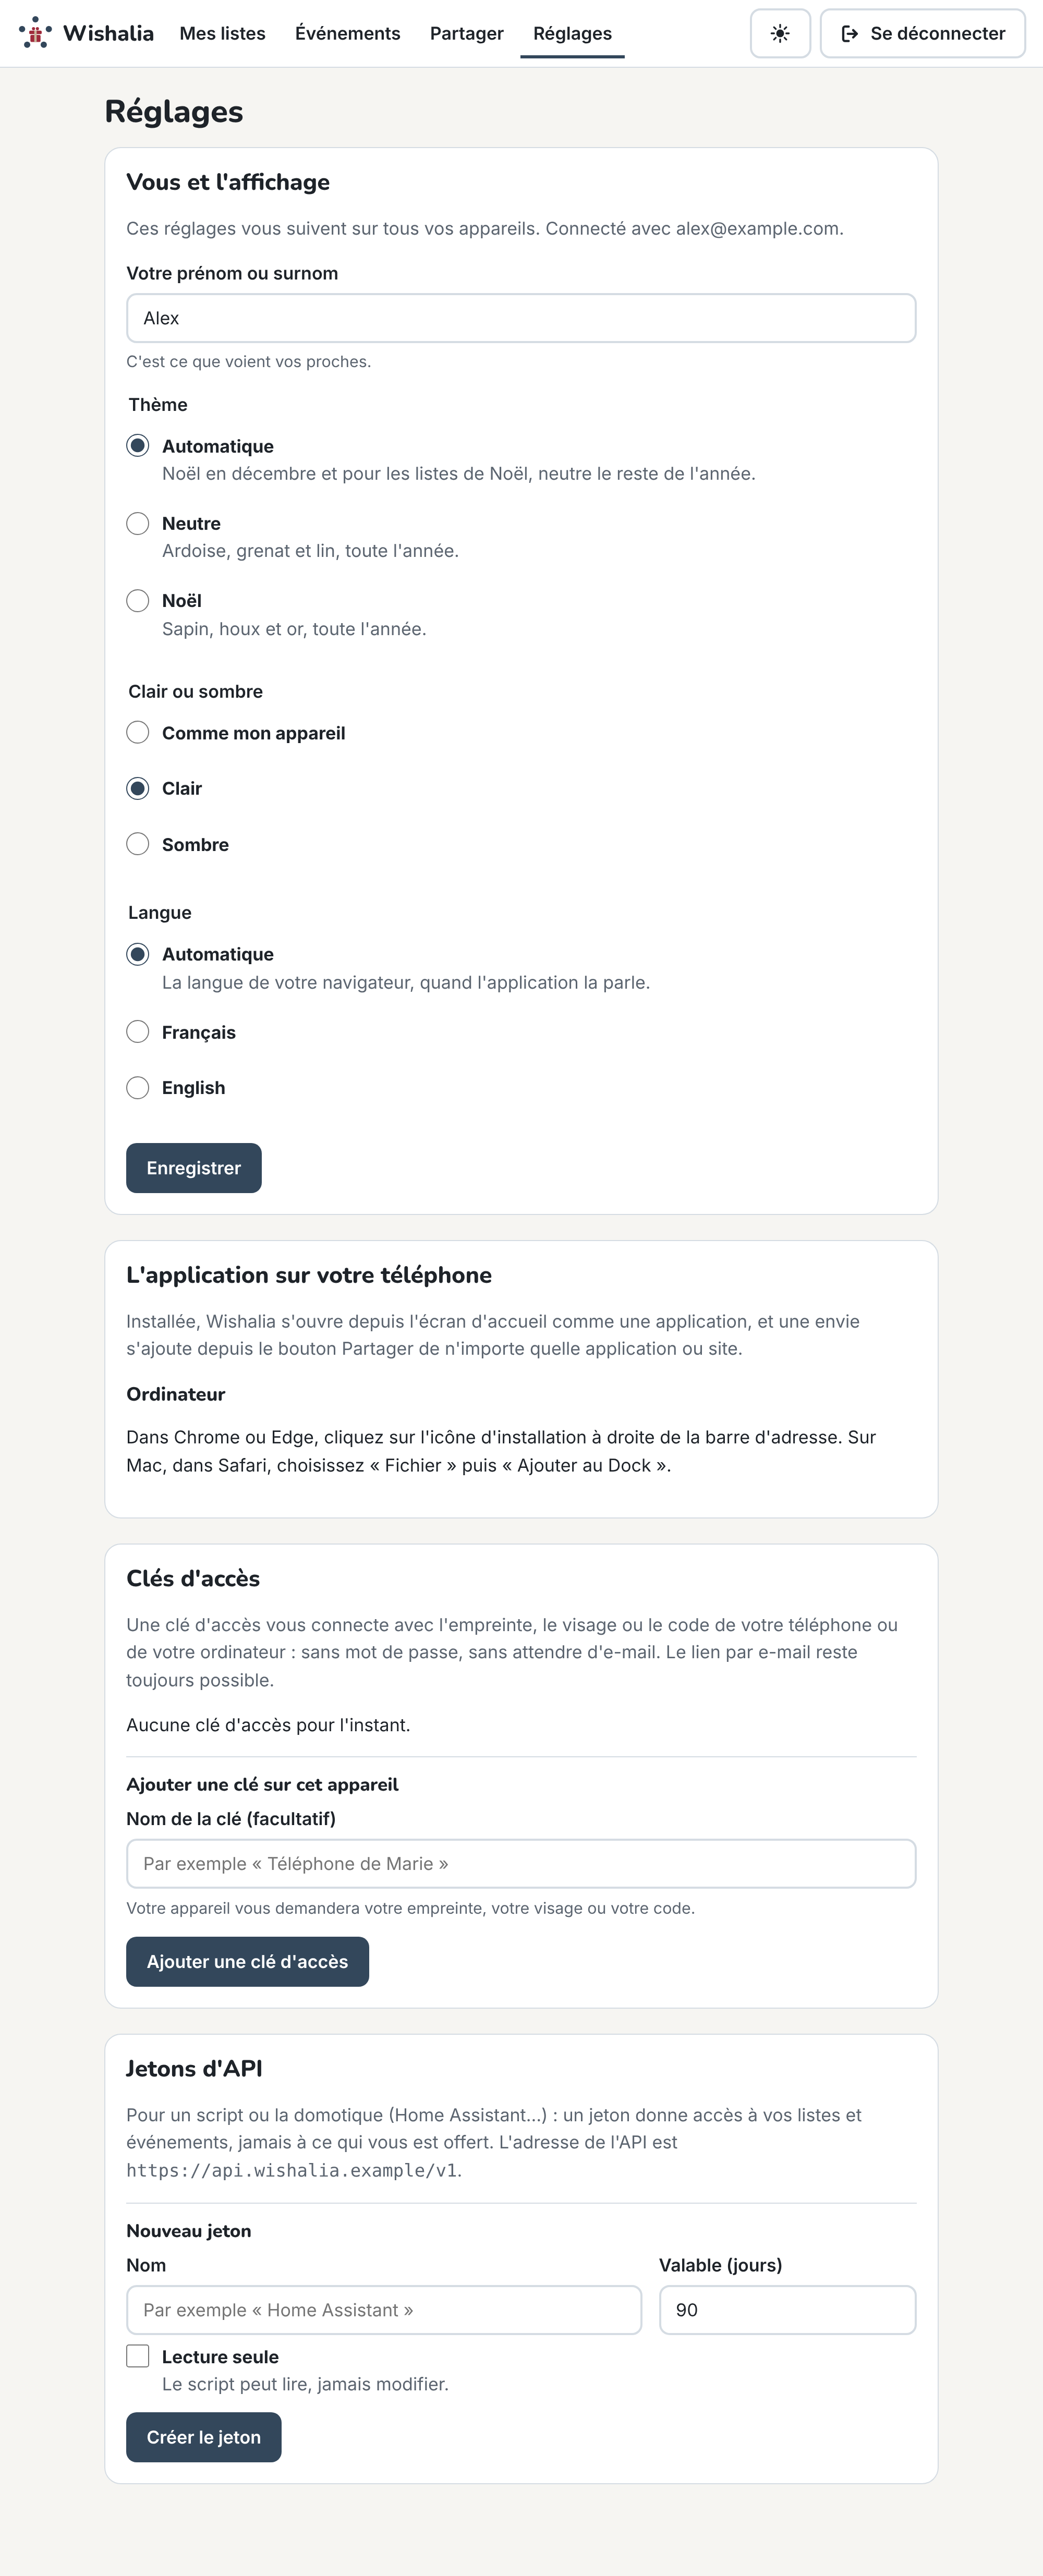 Wishalia
Mes listes
Événements
Partager
Réglages
Se déconnecter
Réglages
Vous et l'affichage
Ces réglages vous suivent sur tous vos appareils. Connecté avec alex@example.com.
Votre prénom ou surnom
Alex
C'est ce que voient vos proches.
Thème
Automatique
Noël en décembre et pour les listes de Noël, neutre le reste de l'année.
Neutre
Ardoise, grenat et lin, toute l'année.
Noël
Sapin, houx et or, toute l'année.
Clair ou sombre
Comme mon appareil
Clair
Sombre
Langue
Automatique
La langue de votre navigateur, quand l'application la parle.
Français
English
Enregistrer
L'application sur votre téléphone
Installée, Wishalia s'ouvre depuis l'écran d'accueil comme une application, et une envie
s'ajoute depuis le bouton Partager de n'importe quelle application ou site.
Ordinateur
Dans Chrome ou Edge, cliquez sur l'icône d'installation à droite de la barre d'adresse. Sur
Mac, dans Safari, choisissez « Fichier » puis « Ajouter au Dock ».
Clés d'accès
Une clé d'accès vous connecte avec l'empreinte, le visage ou le code de votre téléphone ou
de votre ordinateur : sans mot de passe, sans attendre d'e-mail. Le lien par e-mail reste
toujours possible.
Aucune clé d'accès pour l'instant.
Ajouter une clé sur cet appareil
Nom de la clé (facultatif)
Par exemple « Téléphone de Marie »
Votre appareil vous demandera votre empreinte, votre visage ou votre code.
Ajouter une clé d'accès
Jetons d'API
Pour un script ou la domotique (Home Assistant…) : un jeton donne accès à vos listes et
événements, jamais à ce qui vous est offert. L'adresse de l'API est
https://api.wishalia.example/v1.
Nouveau jeton
Nom
Valable (jours)
Par exemple « Home Assistant »
90
Lecture seule
Le script peut lire, jamais modifier.
Créer le jeton